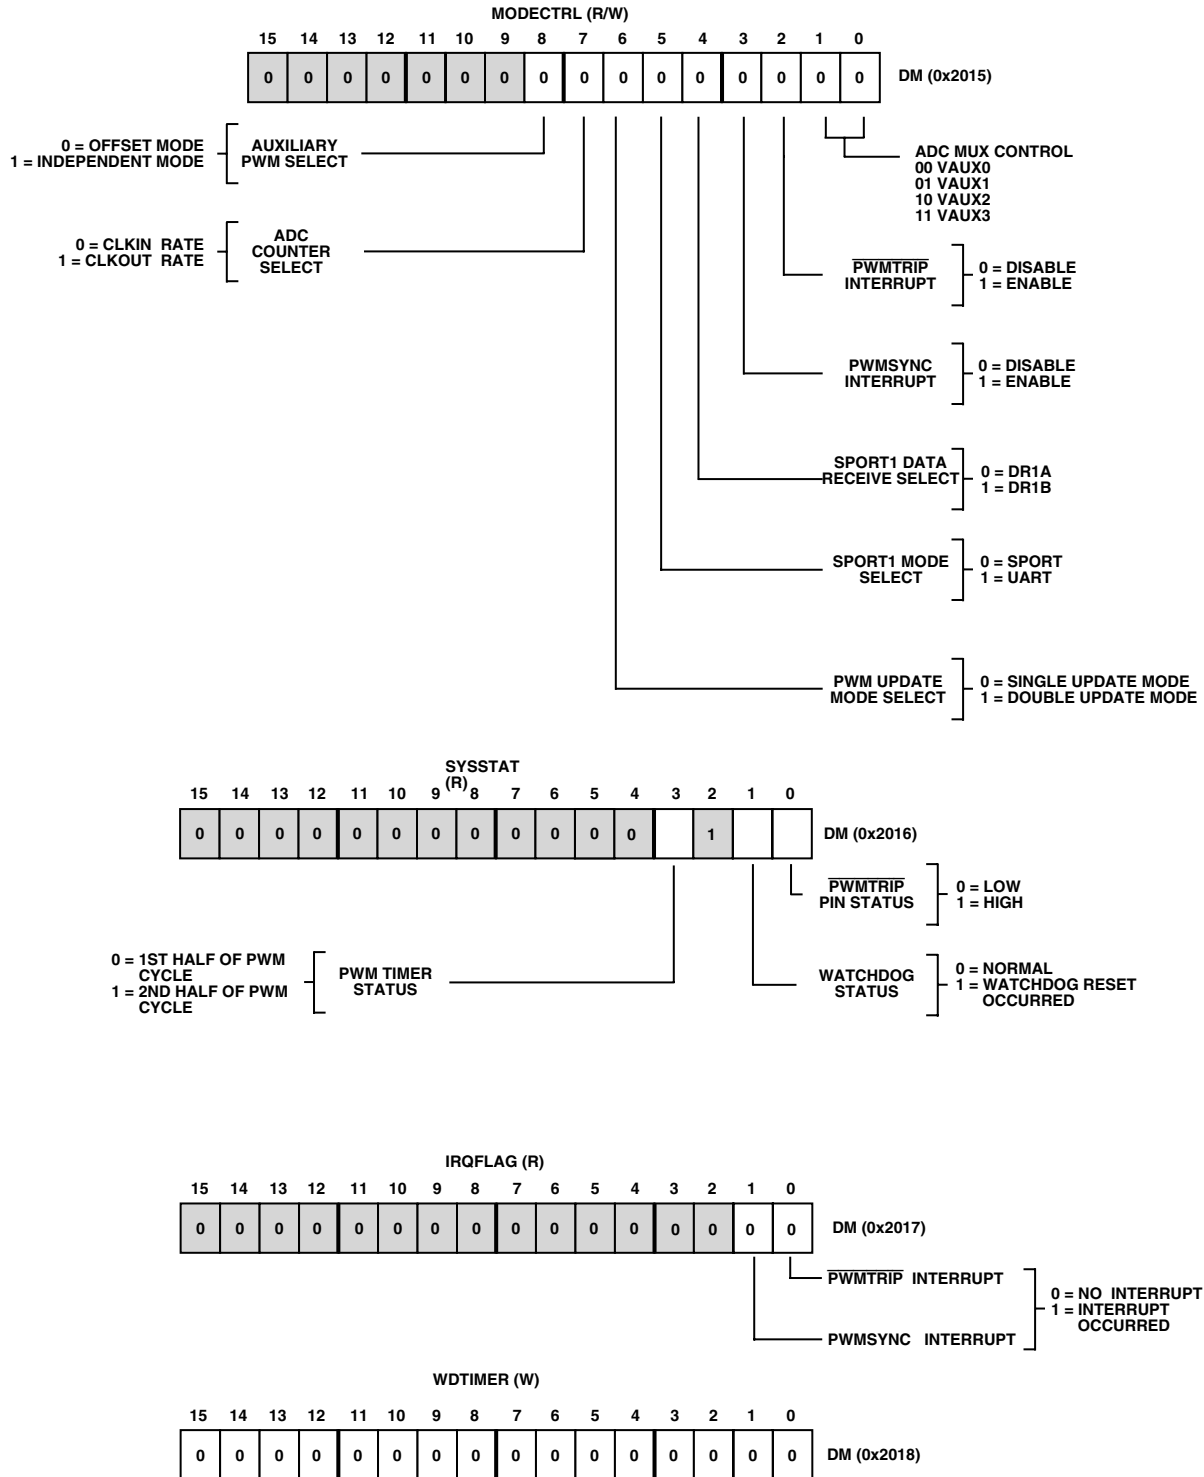 MODECTRL (R/W)
15 14 13 12 11 10 9 8 7 6 5 4 3 2 1 0
0 0 0 0 0 0 0 0 0 0 0 0 0 0 0 0 DM (0x2015)
0 = OFFSET MODE
1 = INDEPENDENT MODE
AUXILIARY
PWM SELECT
ADC MUX CONTROL
00 VAUX0
01 VAUX1
10 VAUX2
11 VAUX3
0 = CLKIN RATE
1 = CLKOUT RATE
ADC
COUNTER
SELECT
PWMTRIP
INTERRUPT
0 = DISABLE
1 = ENABLE
PWMSYNC
INTERRUPT
0 = DISABLE
1 = ENABLE
SPORT1 DATA
RECEIVE SELECT
0 = DR1A
1 = DR1B
SPORT1 MODE
SELECT
0 = SPORT
1 = UART
PWM UPDATE
MODE SELECT
0 = SINGLE UPDATE MODE
1 = DOUBLE UPDATE MODE
SYSSTAT
(R)
15 14 13 12 11 10 9 8 7 6 5 4 3 2 1 0
0 0 0 0 0 0 0 0 0 0 0 0 1 DM (0x2016)
PWMTRIP
PIN STATUS
0 = LOW
1 = HIGH
0 = 1ST HALF OF PWM
CYCLE
1 = 2ND HALF OF PWM
CYCLE
PWM TIMER
STATUS
WATCHDOG
STATUS
0 = NORMAL
1 = WATCHDOG RESET
OCCURRED
IRQFLAG (R)
15 14 13 12 11 10 9 8 7 6 5 4 3 2 1 0
0 0 0 0 0 0 0 0 0 0 0 0 0 0 0 0 DM (0x2017)
PWMTRIP INTERRUPT
PWMSYNC INTERRUPT
0 = NO INTERRUPT
1 = INTERRUPT
OCCURRED
WDTIMER (W)
15 14 13 12 11 10 9 8 7 6 5 4 3 2 1 0
0 0 0 0 0 0 0 0 0 0 0 0 0 0 0 0 DM (0x2018)